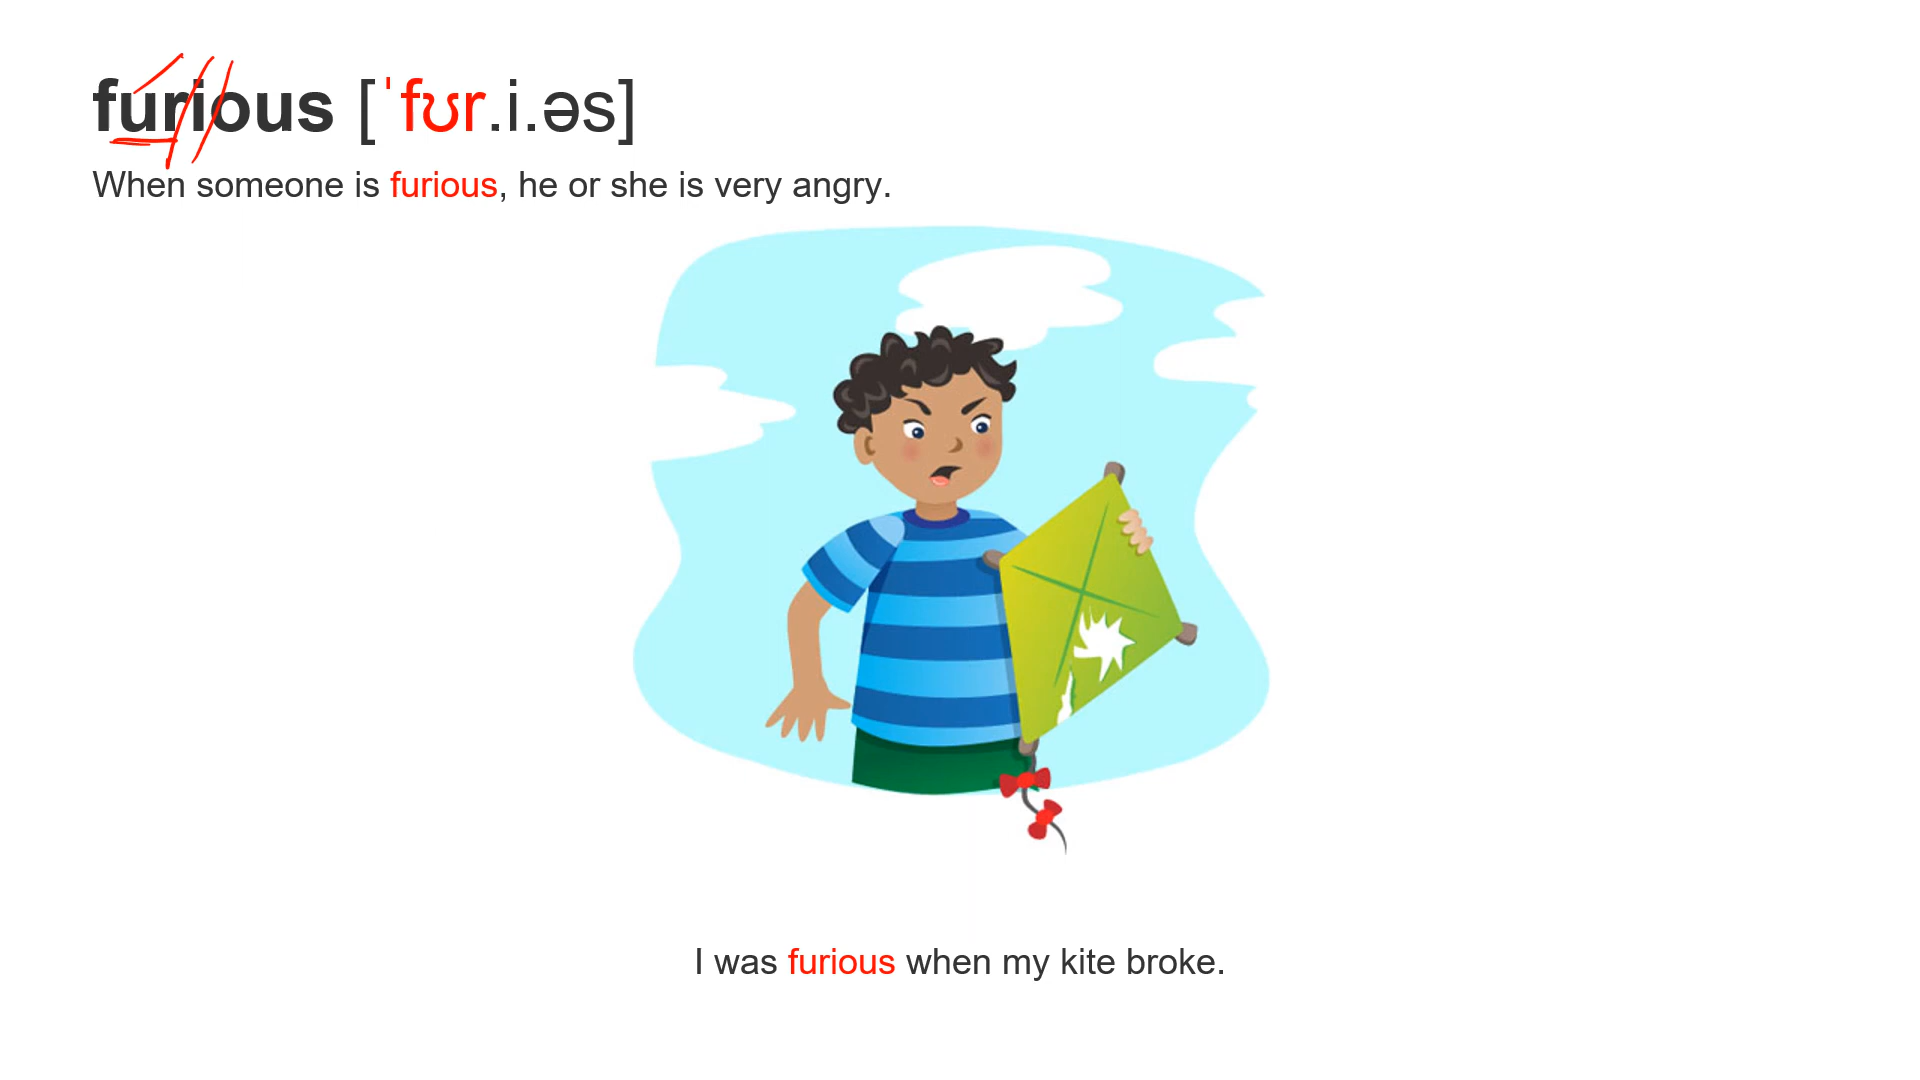 furious [ˈfʊr.i.əs]
When someone is furious, he or she is very angry.
I was furious when my kite broke.